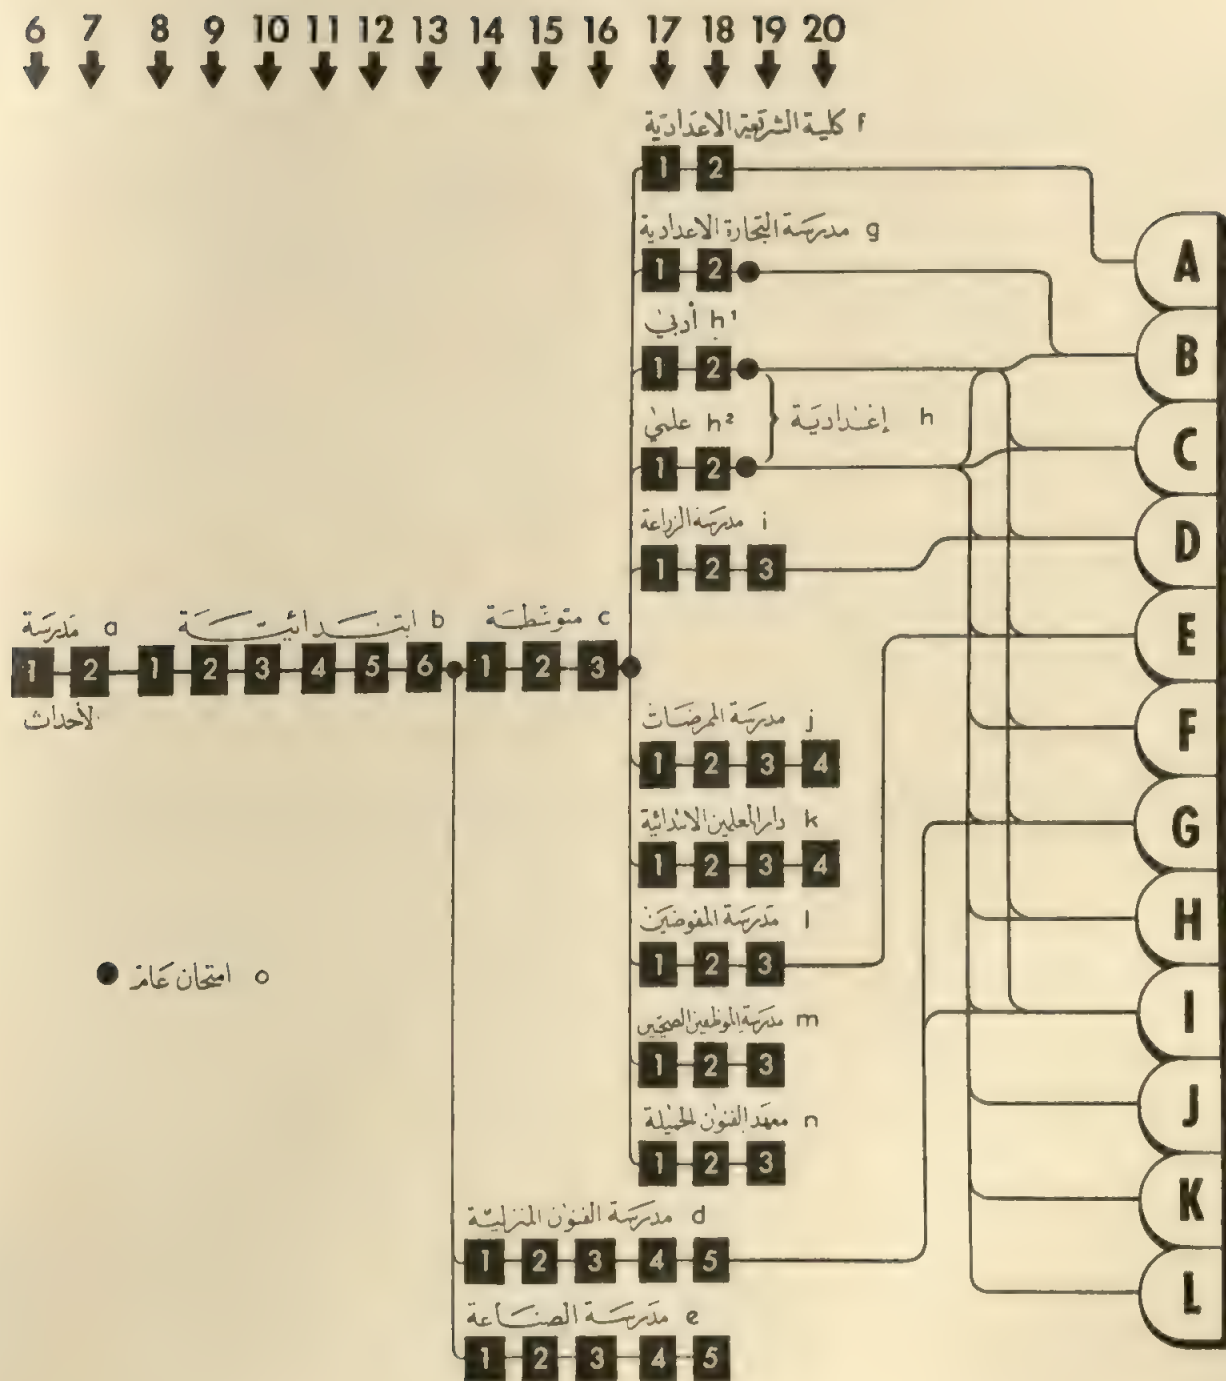 6 7 8 9 10 11 12 13 14 15 16 17 18 19 20
f كلية الشريعة الاعدادية
1 2
A
g مدرسة التجارة الاعدادية
1 2
B
h¹ أدبي
1 2
h إعدادية
h² علمي
1 2
C
i مدرسة الزراعة
1 2 3
D
a مدرسة
الأحداث
1 2
b ابتدائية
1 2 3 4 5 6
c متوسطة
1 2 3
E
j مدرسة الممرضات
1 2 3 4
F
k دار المعلمين الابتدائية
1 2 3 4
G
l مدرسة المفوضين
1 2 3
H
o امتحان عام
m مدرسة الموظفين الصحيين
1 2 3
I
n معهد الفنون الجميلة
1 2 3
J
d مدرسة الفنون المنزلية
1 2 3 4 5
K
e مدرسة الصناعة
1 2 3 4 5
L